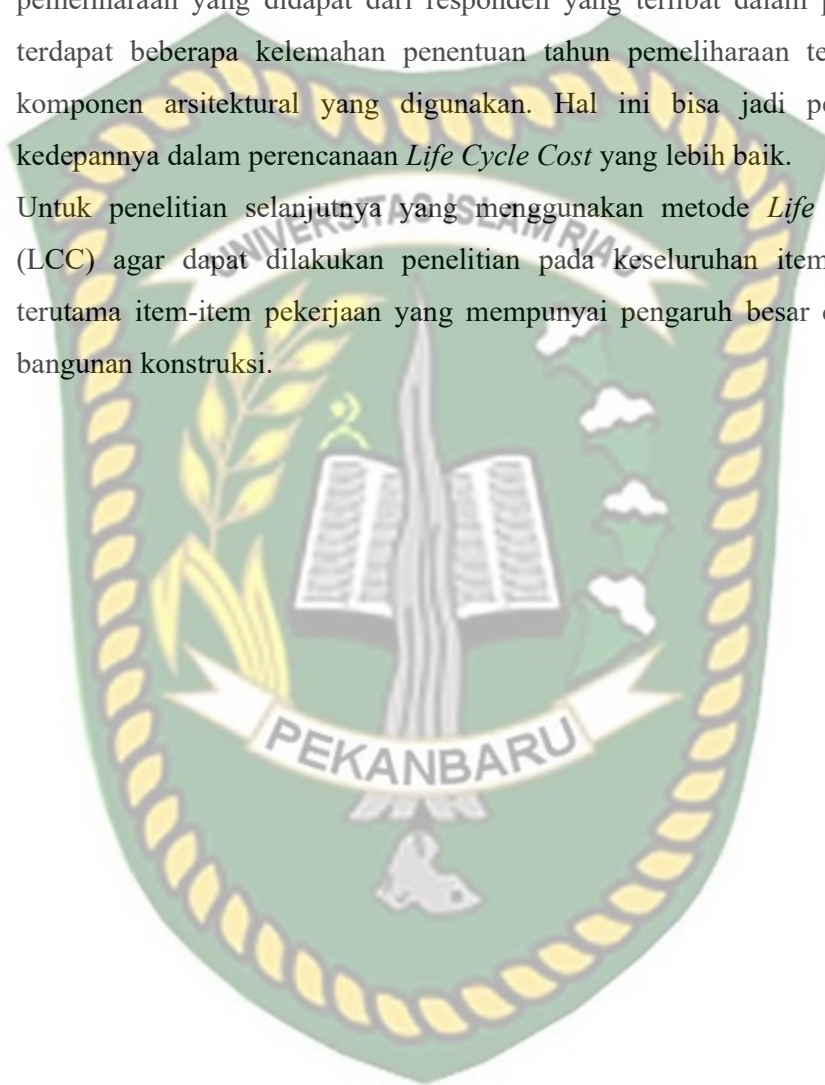 pemeliharaan yang didapat dari responden yang terlibat dalam
terdapat beberapa kelemahan penentuan tahun pemeliharaan
komponen arsitektural yang digunakan. Hal ini bisa jadi
kedepannya dalam perencanaan Life Cycle Cost yang lebih baik.
Untuk penelitian selanjutnya yang menggunakan metode Life
(LCC) agar dapat dilakukan penelitian pada keseluruhan item
terutama item-item pekerjaan yang mempunyai pengaruh besar
bangunan konstruksi.
UNIVERSITAS ISLAM RIAU
PEKANBARU